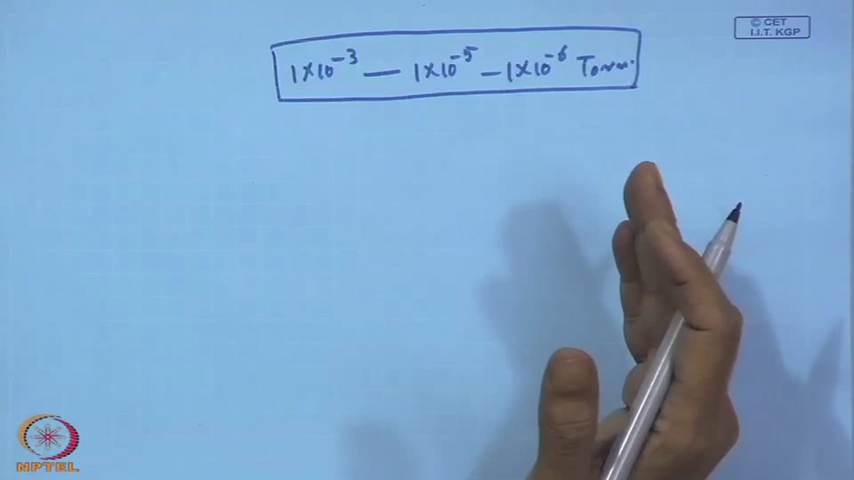 1×10⁻³ — 1×10⁻⁵ – 1×10⁻⁶ Torr.
© CET
I.I.T. KGP
NPTEL